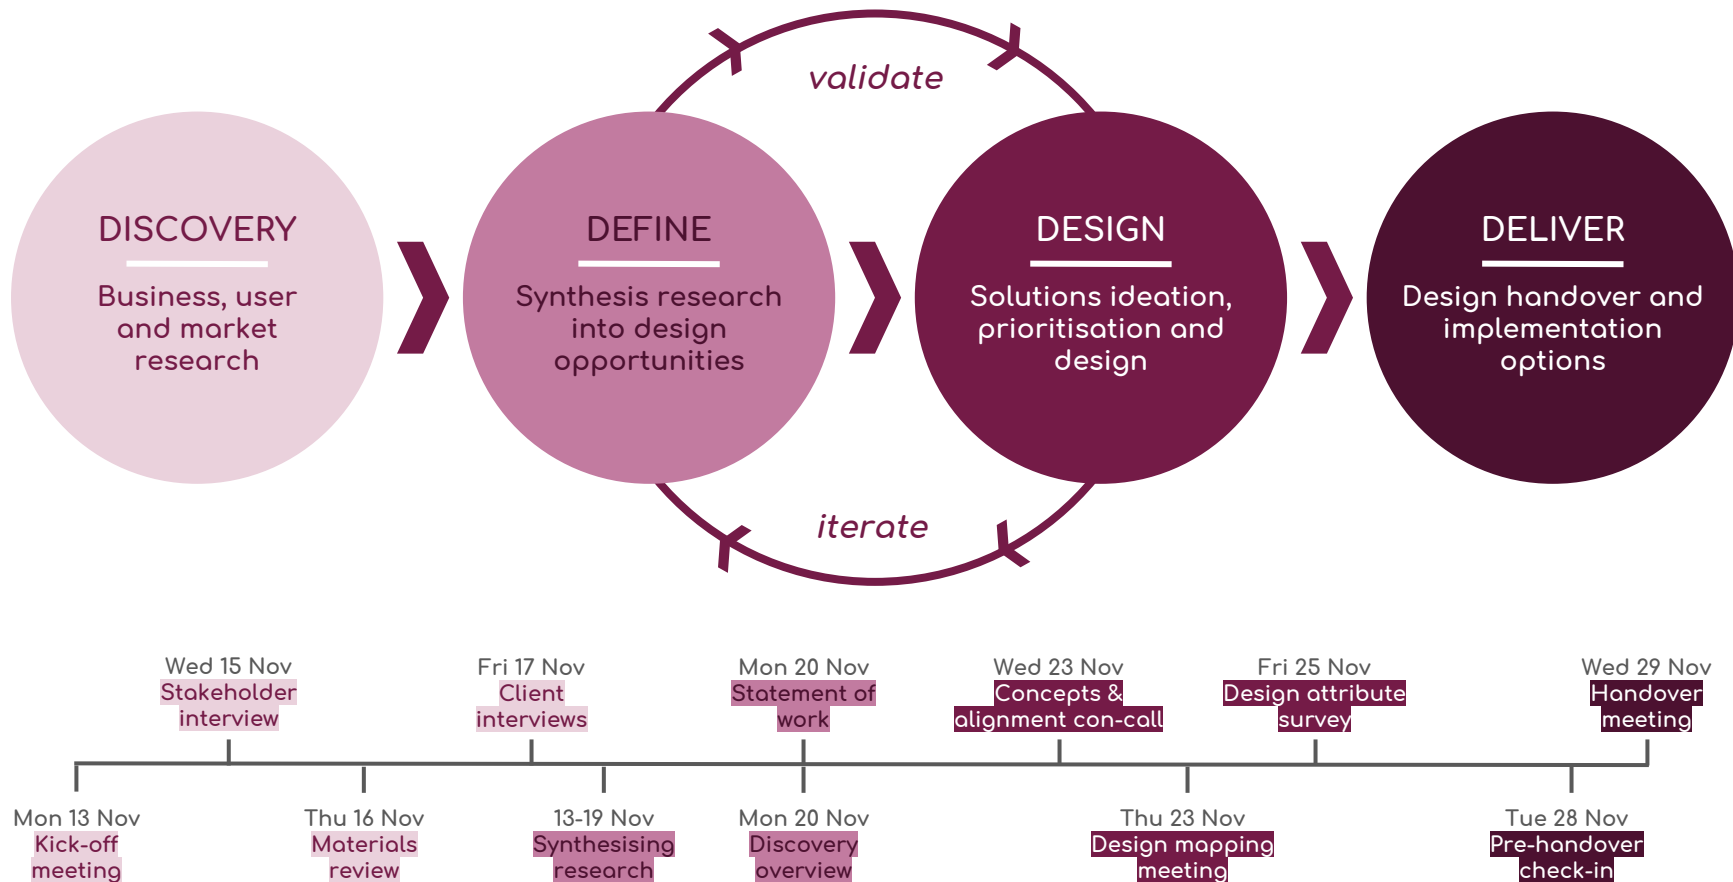 validate
DISCOVERY
Business, user
and market
research
DEFINE
Synthesis research
into design
opportunities
DESIGN
Solutions ideation,
prioritisation and
design
DELIVER
Design handover and
implementation
options
iterate
Wed 15 Nov
Stakeholder
interview
Fri 17 Nov
Client
interviews
Mon 20 Nov
Statement of
work
Wed 23 Nov
Concepts &
alignment con-call
Fri 25 Nov
Design attribute
survey
Wed 29 Nov
Handover
meeting
Mon 13 Nov
Kick-off
meeting
Thu 16 Nov
Materials
review
13-19 Nov
Synthesising
research
Mon 20 Nov
Discovery
overview
Thu 23 Nov
Design mapping
meeting
Tue 28 Nov
Pre-handover
check-in